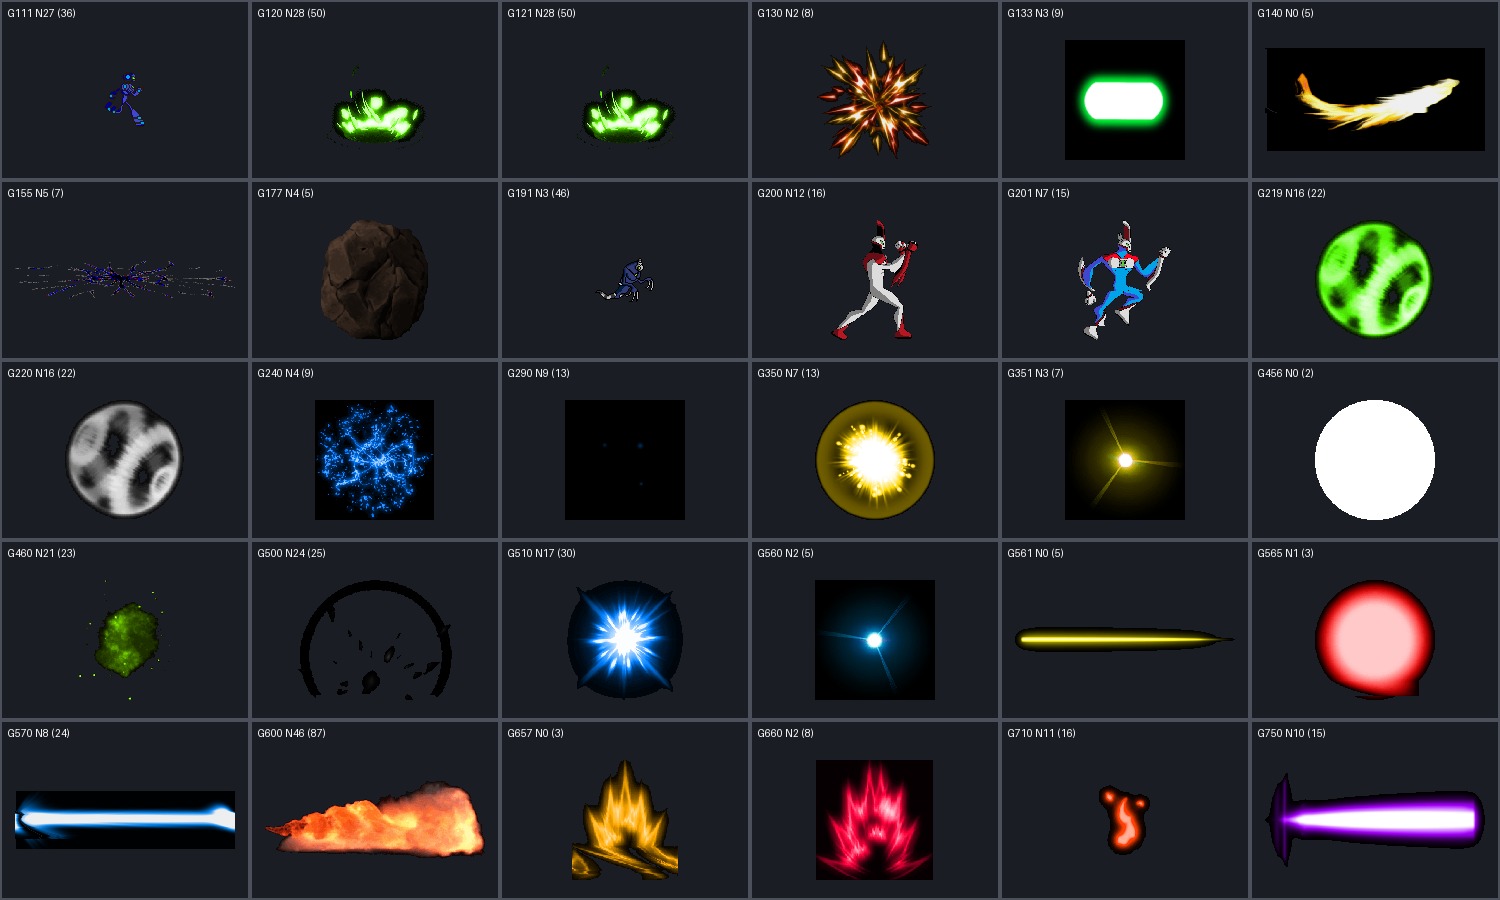 G111 N27 (36)
G120 N28 (50)
G121 N28 (50)
G130 N2 (8)
G133 N3 (9)
G140 N0 (5)
G155 N5 (7)
G177 N4 (5)
G191 N3 (46)
G200 N12 (16)
G201 N7 (15)
G219 N16 (22)
G220 N16 (22)
G240 N4 (9)
G290 N9 (13)
G350 N7 (13)
G351 N3 (7)
G456 N0 (2)
G460 N21 (23)
G500 N24 (25)
G510 N17 (30)
G560 N2 (5)
G561 N0 (5)
G565 N1 (3)
G570 N8 (24)
G600 N46 (87)
G657 N0 (3)
G660 N2 (8)
G710 N11 (16)
G750 N10 (15)